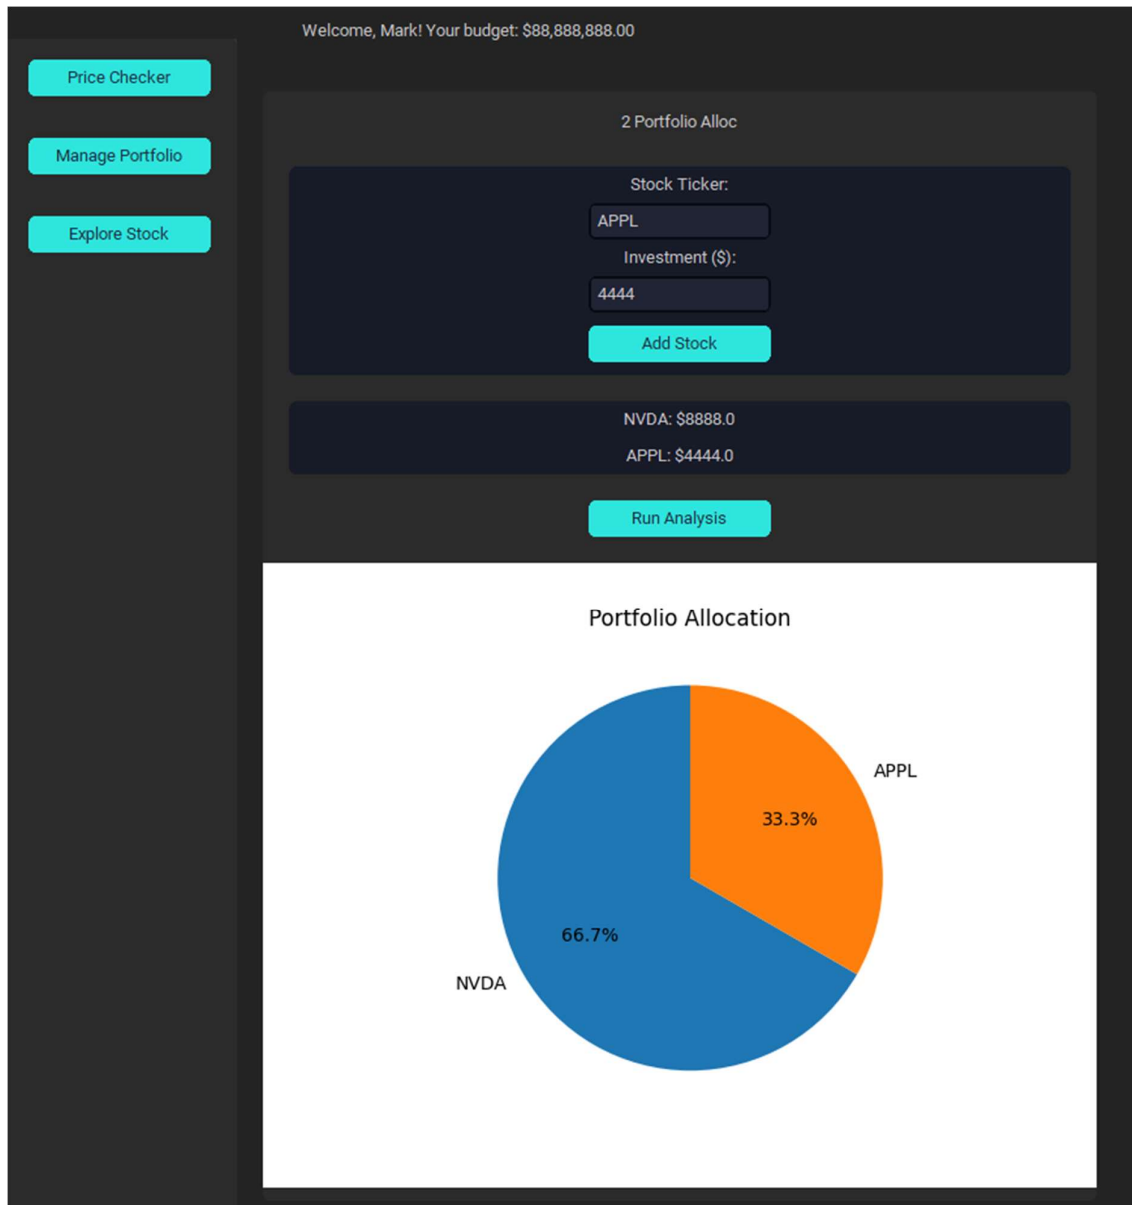 Welcome, Mark! Your budget: $88,888,888.00
Price Checker
Manage Portfolio
Explore Stock
2 Portfolio Alloc
Stock Ticker:
APPL
Investment ($):
4444
Add Stock
NVDA: $8888.0
APPL: $4444.0
Run Analysis
Portfolio Allocation
APPL
33.3%
66.7%
NVDA